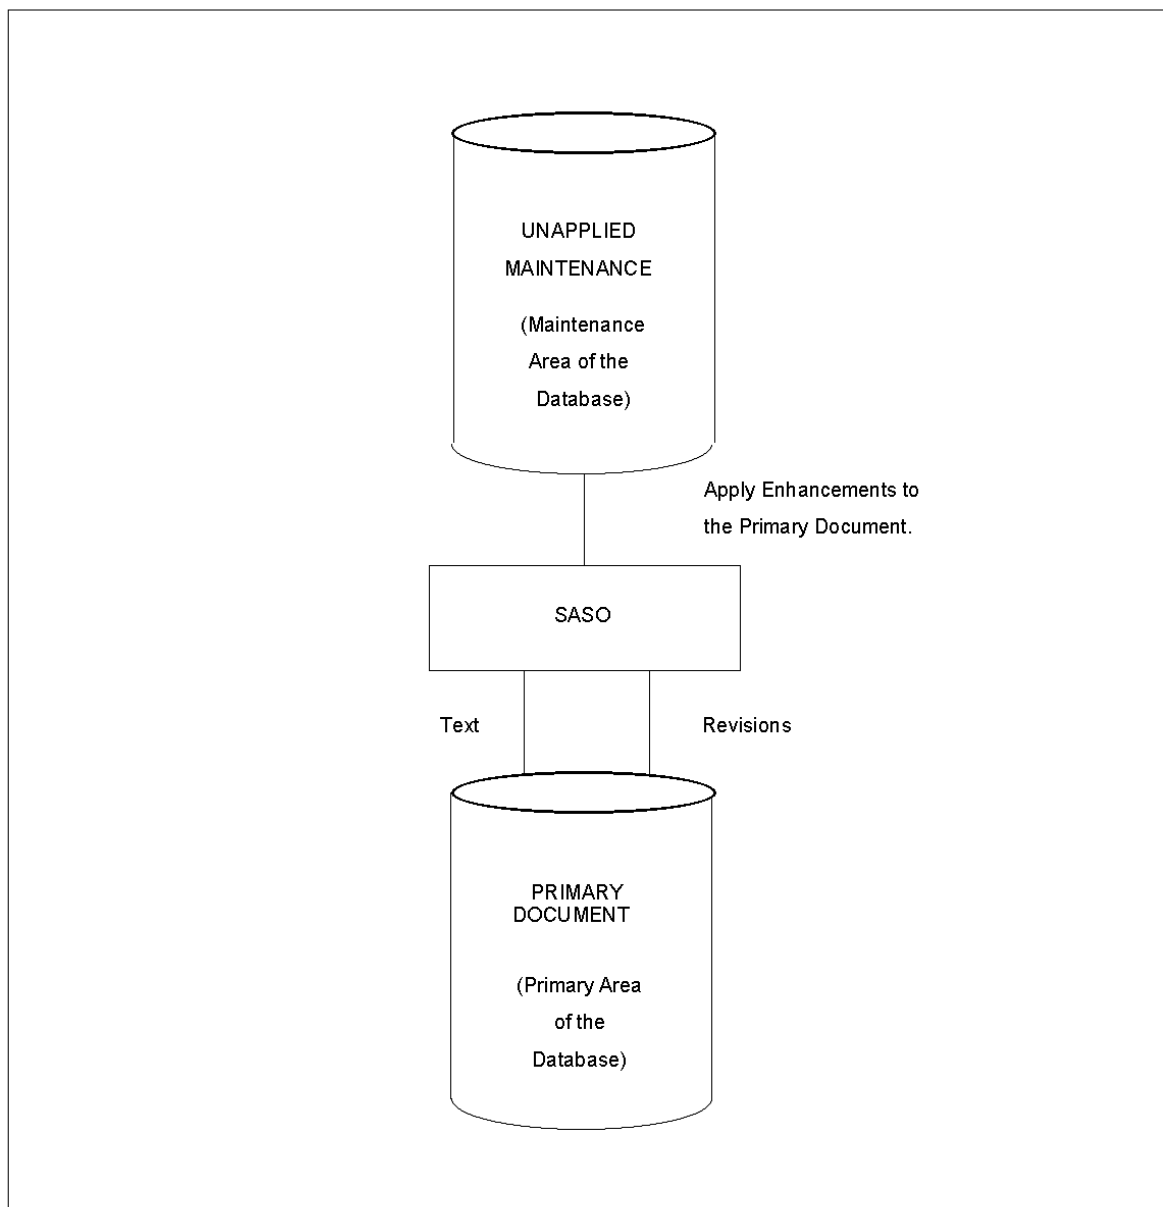 UNAPPLIED
MAINTENANCE
(Maintenance
Area of the
Database)
Apply Enhancements to
the Primary Document.
SASO
Text
Revisions
PRIMARY
DOCUMENT
(Primary Area
of the
Database)